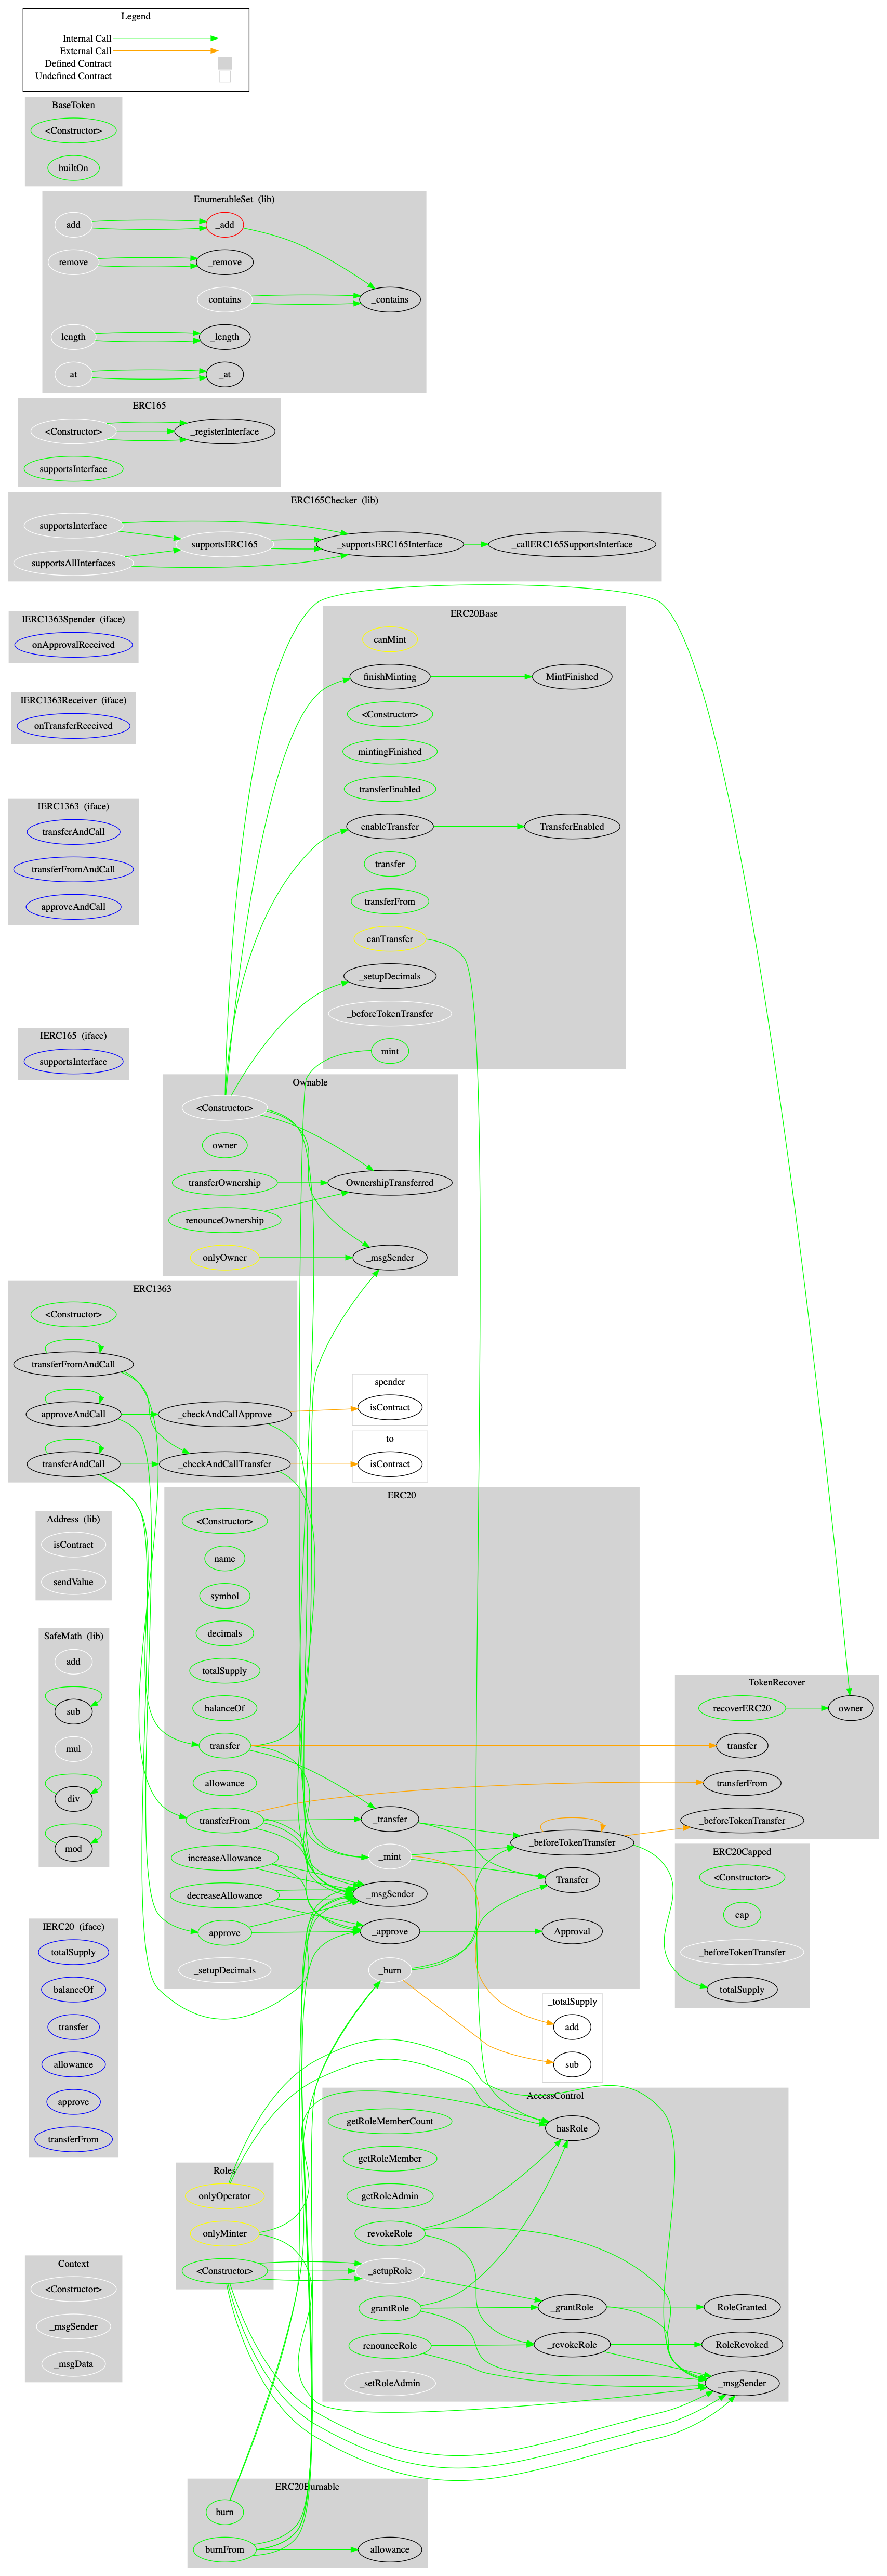 Legend
Internal Call
External Call
Defined Contract
Undefined Contract
BaseToken
<Constructor>
builtOn
EnumerableSet (lib)
add
_add
remove
_remove
contains
_contains
length
_length
at
_at
ERC165
<Constructor>
_registerInterface
supportsInterface
ERC165Checker (lib)
supportsInterface
supportsERC165
_supportsERC165Interface
_callERC165SupportsInterface
supportsAllInterfaces
IERC1363Spender (iface)
onApprovalReceived
IERC1363Receiver (iface)
onTransferReceived
IERC1363 (iface)
transferAndCall
transferFromAndCall
approveAndCall
IERC165 (iface)
supportsInterface
ERC20Base
canMint
finishMinting
MintFinished
<Constructor>
mintingFinished
transferEnabled
enableTransfer
TransferEnabled
transfer
transferFrom
canTransfer
_setupDecimals
_beforeTokenTransfer
mint
Ownable
<Constructor>
owner
transferOwnership
OwnershipTransferred
renounceOwnership
onlyOwner
_msgSender
ERC1363
<Constructor>
transferFromAndCall
approveAndCall
_checkAndCallApprove
transferAndCall
_checkAndCallTransfer
spender
isContract
to
isContract
Address (lib)
isContract
sendValue
SafeMath (lib)
add
sub
mul
div
mod
IERC20 (iface)
totalSupply
balanceOf
transfer
allowance
approve
transferFrom
Context
<Constructor>
_msgSender
_msgData
ERC20
<Constructor>
name
symbol
decimals
totalSupply
balanceOf
transfer
allowance
transferFrom
_transfer
_beforeTokenTransfer
increaseAllowance
_mint
Transfer
decreaseAllowance
_msgSender
approve
_approve
Approval
_setupDecimals
_burn
TokenRecover
recoverERC20
owner
transfer
transferFrom
_beforeTokenTransfer
ERC20Capped
<Constructor>
cap
_beforeTokenTransfer
totalSupply
_totalSupply
add
sub
AccessControl
getRoleMemberCount
hasRole
getRoleMember
getRoleAdmin
revokeRole
_setupRole
grantRole
_grantRole
RoleGranted
renounceRole
_revokeRole
RoleRevoked
_setRoleAdmin
_msgSender
Roles
onlyOperator
onlyMinter
<Constructor>
ERC20Burnable
burn
burnFrom
allowance